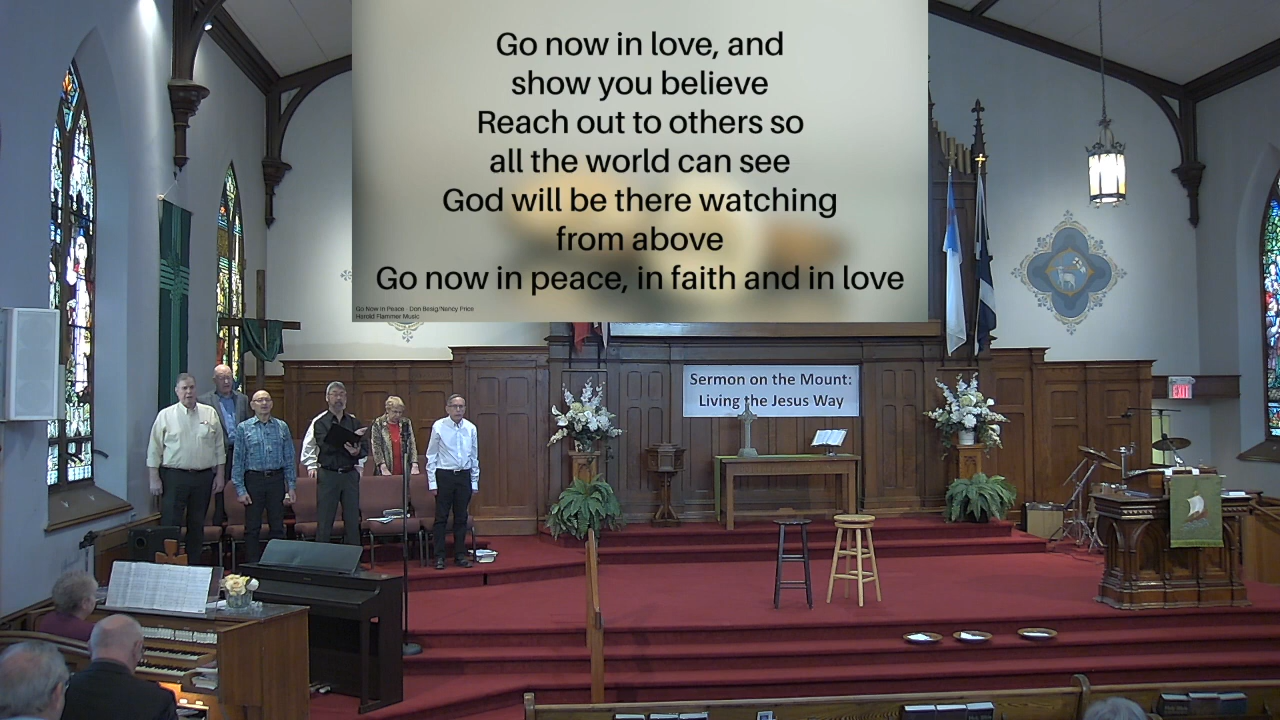 Go now in love, and
show you believe
Reach out to others so
all the world can see
God will be there watching
from above
Go now in peace, in faith and in love
Go Now In Peace - Don Besig/Nancy Price
Harold Flammer Music
Sermon on the Mount:
Living the Jesus Way
EXIT